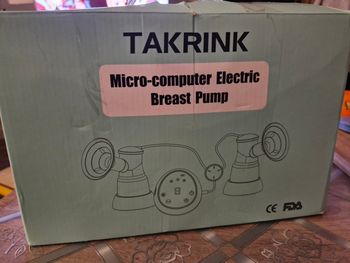 TAKRINK
Micro-computer Electric
Breast Pump
CE FDA